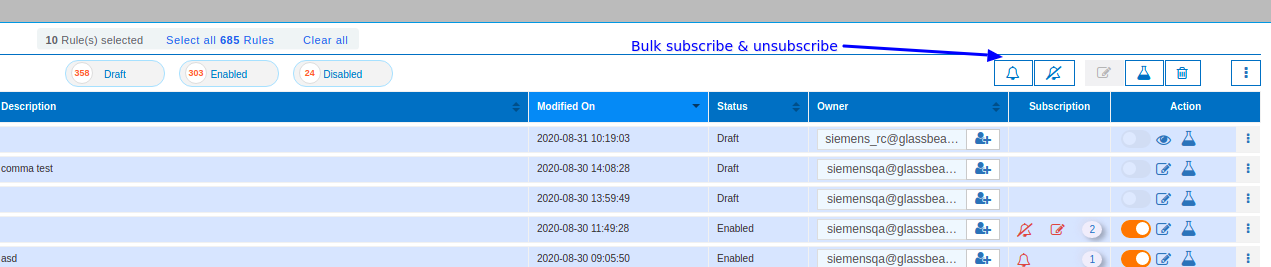 10 Rule(s) selected Select all 685 Rules Clear all
Bulk subscribe & unsubscribe
358 Draft 303 Enabled 24 Disabled
Description Modified On Status Owner Subscription Action
2020-08-31 10:19:03 Draft siemens_rc@glassbea...
comma test 2020-08-30 14:08:28 Draft siemensqa@glassbea...
2020-08-30 13:59:49 Draft siemensqa@glassbea...
2020-08-30 11:49:28 Enabled siemensqa@glassbea... 2
asd 2020-08-30 09:05:50 Enabled siemensqa@glassbea... 1